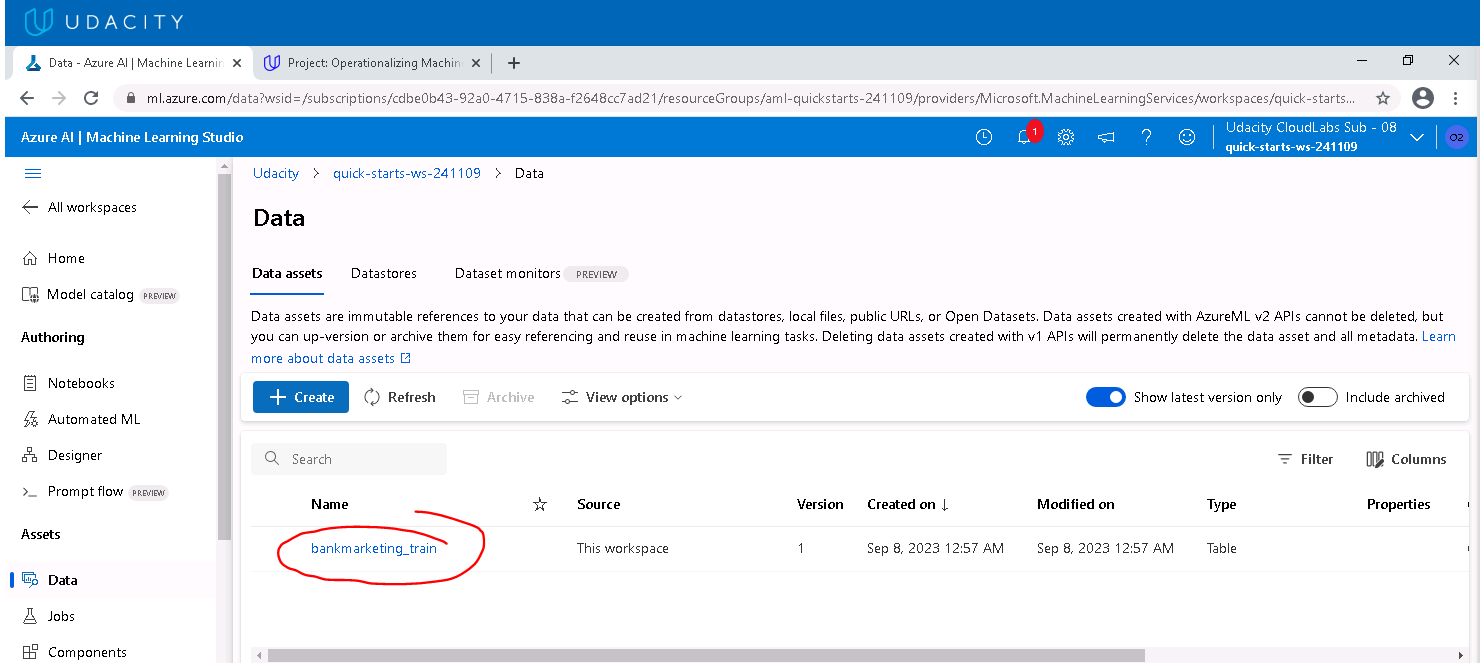 UDACITY
Data - Azure AI | Machine Learnin
Project: Operationalizing Machin
ml.azure.com/data?wsid=/subscriptions/cdbe0b43-92a0-4715-838a-f2648cc7ad21/resourceGroups/aml-quickstarts-241109/providers/Microsoft.MachineLearningServices/workspaces/quick-starts...
Azure AI | Machine Learning Studio
1
Udacity CloudLabs Sub - 08
quick-starts-ws-241109
O2
All workspaces
Home
Model catalog PREVIEW
Authoring
Notebooks
Automated ML
Designer
Prompt flow PREVIEW
Assets
Data
Jobs
Components
Udacity > quick-starts-ws-241109 > Data
Data
Data assets Datastores Dataset monitors PREVIEW
Data assets are immutable references to your data that can be created from datastores, local files, public URLs, or Open Datasets. Data assets created with AzureML v2 APIs cannot be deleted, but
you can up-version or archive them for easy referencing and reuse in machine learning tasks. Deleting data assets created with v1 APIs will permanently delete the data asset and all metadata. Learn
more about data assets
Create Refresh Archive View options Show latest version only Include archived
Search Filter Columns
Name Source Version Created on ↓ Modified on Type Properties
bankmarketing_train This workspace 1 Sep 8, 2023 12:57 AM Sep 8, 2023 12:57 AM Table